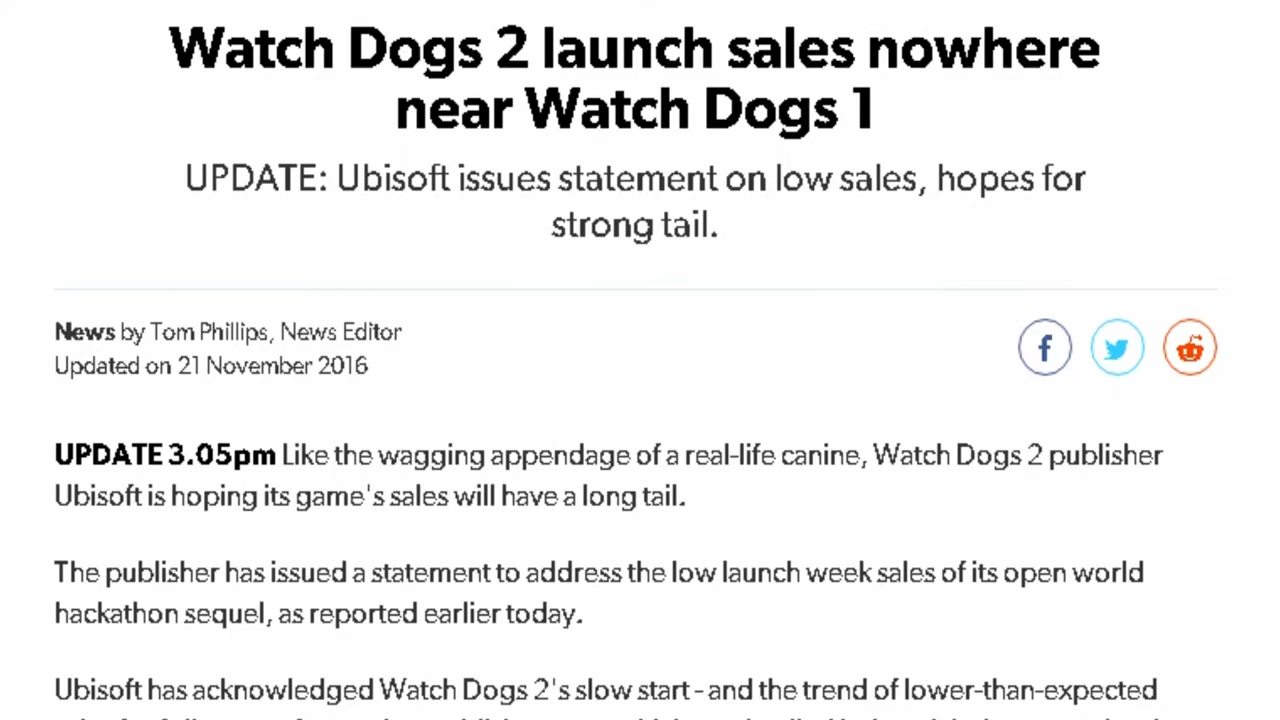 Watch Dogs 2 launch sales nowhere
near Watch Dogs 1
UPDATE: Ubisoft issues statement on low sales, hopes for
strong tail.
News by Tom Phillips, News Editor
Updated on 21 November 2016
UPDATE 3.05pm Like the wagging appendage of a real-life canine, Watch Dogs 2 publisher
Ubisoft is hoping its game's sales will have a long tail.
The publisher has issued a statement to address the low launch week sales of its open world
hackathon sequel, as reported earlier today.
Ubisoft has acknowledged Watch Dogs 2's slow start - and the trend of lower-than-expected